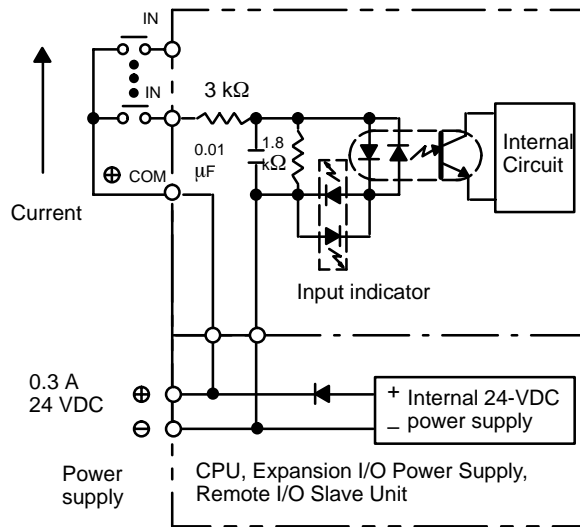 IN
IN
3 kΩ
1.8
kΩ
0.01
μF
Internal
Circuit
⊕ COM
Current
Input indicator
0.3 A
24 VDC
⊕
⊖
+ Internal 24-VDC
– power supply
Power
supply
CPU, Expansion I/O Power Supply,
Remote I/O Slave Unit